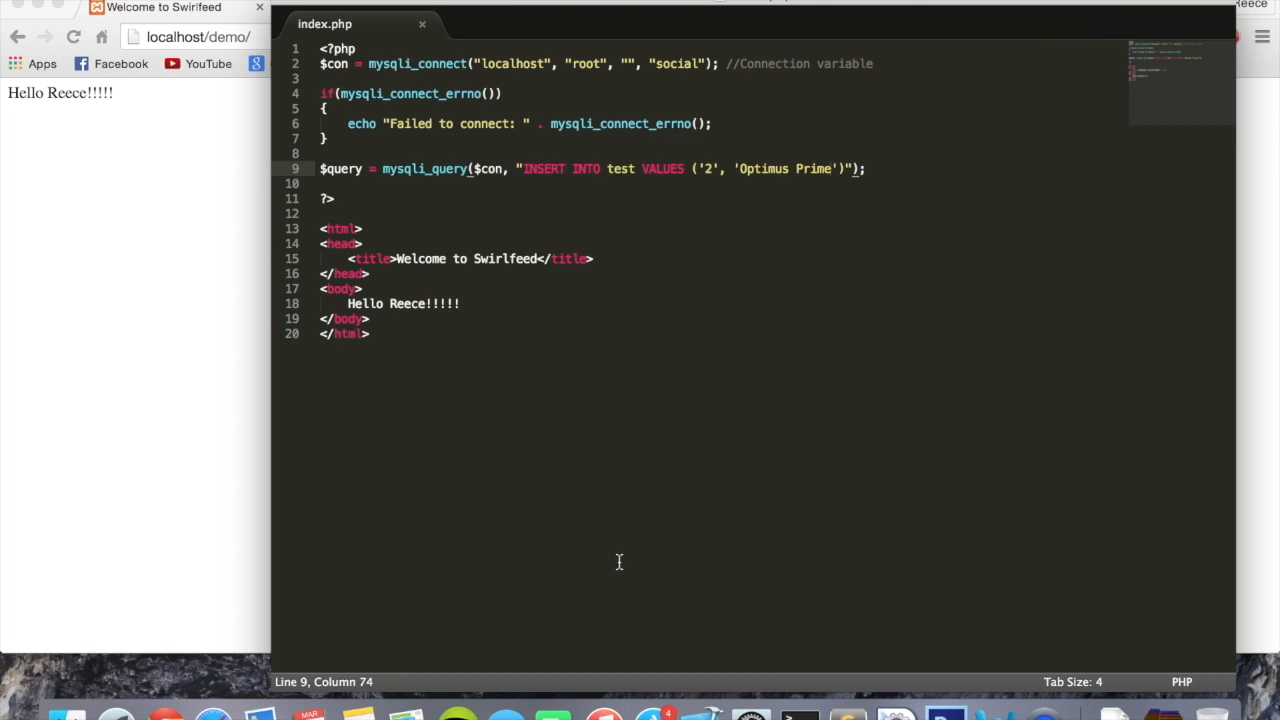 Welcome to Swirlfeed
localhost/demo/
Apps Facebook YouTube
Hello Reece!!!!!
Reece
index.php
1 <?php
2 $con = mysqli_connect("localhost", "root", "", "social"); //Connection variable
3
4 if(mysqli_connect_errno())
5 {
6 echo "Failed to connect: " . mysqli_connect_errno();
7 }
8
9 $query = mysqli_query($con, "INSERT INTO test VALUES ('2', 'Optimus Prime')");
10
11 ?>
12
13 <html>
14 <head>
15 <title>Welcome to Swirlfeed</title>
16 </head>
17 <body>
18 Hello Reece!!!!!
19 </body>
20 </html>
Line 9, Column 74
Tab Size: 4
PHP
MAR
4